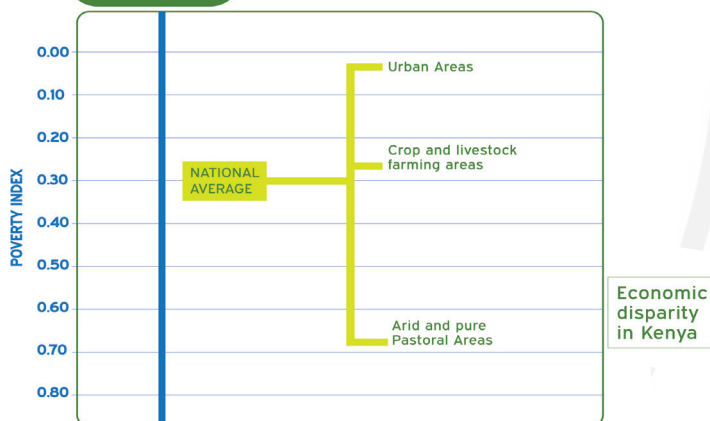 0.00
0.10
0.20
0.30
0.40
0.50
0.60
0.70
0.80
POVERTY INDEX
NATIONAL
AVERAGE
Urban Areas
Crop and livestock
farming areas
Arid and pure
Pastoral Areas
Economic
disparity
in Kenya